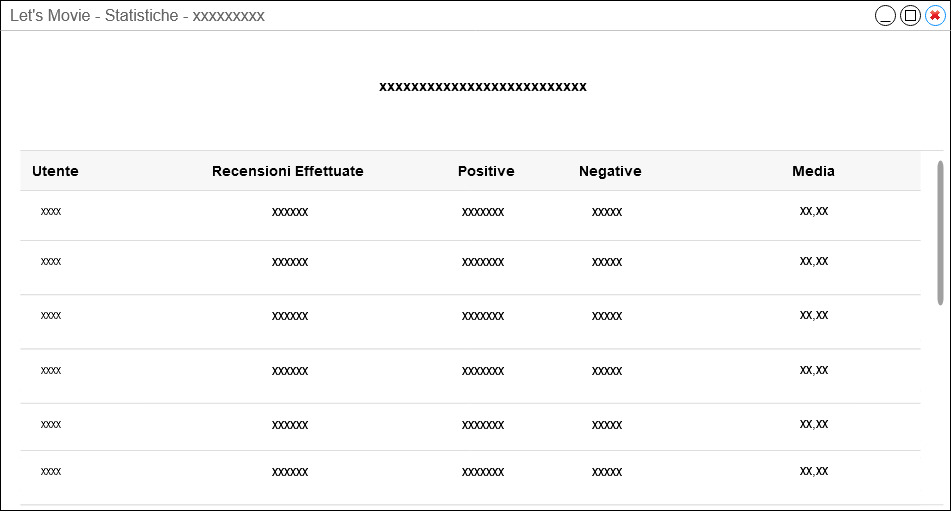 Let's Movie - Statistiche - xxxxxxxxx
xxxxxxxxxxxxxxxxxxxxxxxxxx
Utente Recensioni Effettuate Positive Negative Media
xxxx xxxxxx xxxxxxx xxxxx xx,xx
xxxx xxxxxx xxxxxxx xxxxx xx,xx
xxxx xxxxxx xxxxxxx xxxxx xx,xx
xxxx xxxxxx xxxxxxx xxxxx xx,xx
xxxx xxxxxx xxxxxxx xxxxx xx,xx
xxxx xxxxxx xxxxxxx xxxxx xx,xx